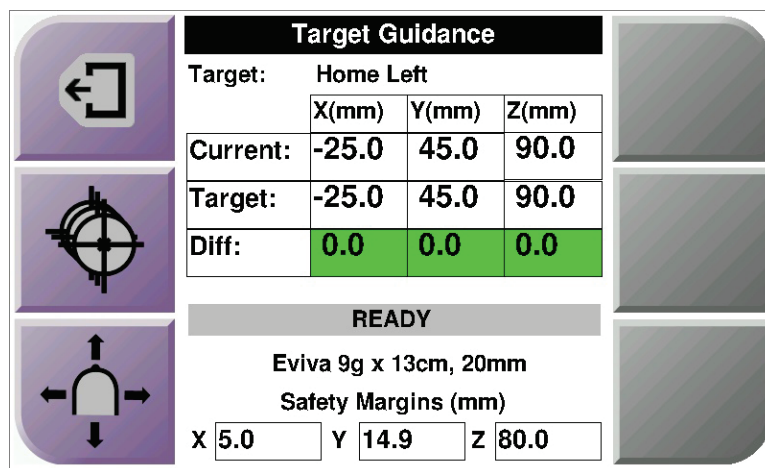 Target Guidance
Target: Home Left
X(mm) Y(mm) Z(mm)
Current: -25.0 45.0 90.0
Target: -25.0 45.0 90.0
Diff: 0.0 0.0 0.0
READY
Eviva 9g x 13cm, 20mm
Safety Margins (mm)
X 5.0 Y 14.9 Z 80.0